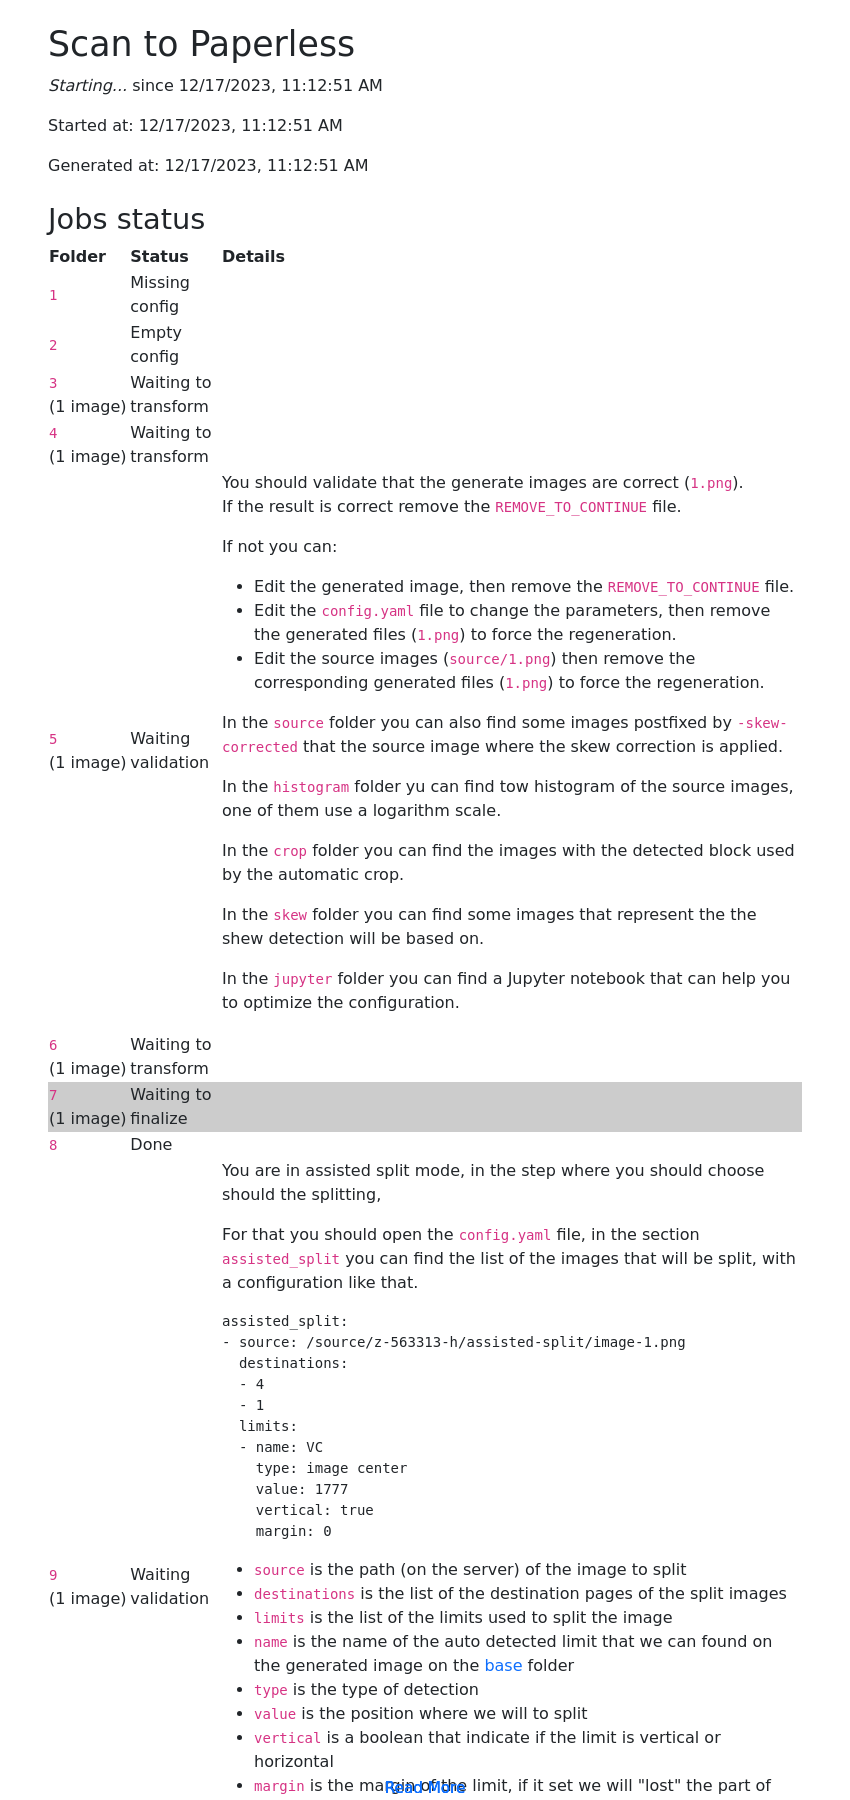 Scan to Paperless
Starting... since 12/17/2023, 11:12:51 AM
Started at: 12/17/2023, 11:12:51 AM
Generated at: 12/17/2023, 11:12:51 AM
Jobs status
Folder Status Details
1 Missing config
2 Empty config
3 (1 image) Waiting to transform
4 (1 image) Waiting to transform
You should validate that the generate images are correct (1.png).
If the result is correct remove the REMOVE_TO_CONTINUE file.
If not you can:
• Edit the generated image, then remove the REMOVE_TO_CONTINUE file.
• Edit the config.yaml file to change the parameters, then remove
the generated files (1.png) to force the regeneration.
• Edit the source images (source/1.png) then remove the
corresponding generated files (1.png) to force the regeneration.
In the source folder you can also find some images postfixed by -skew-
corrected that the source image where the skew correction is applied.
5 (1 image) Waiting validation
In the histogram folder yu can find tow histogram of the source images,
one of them use a logarithm scale.
In the crop folder you can find the images with the detected block used
by the automatic crop.
In the skew folder you can find some images that represent the the
shew detection will be based on.
In the jupyter folder you can find a Jupyter notebook that can help you
to optimize the configuration.
6 (1 image) Waiting to transform
7 (1 image) Waiting to finalize
8 Done
You are in assisted split mode, in the step where you should choose
should the splitting,
For that you should open the config.yaml file, in the section
assisted_split you can find the list of the images that will be split, with
a configuration like that.
assisted_split:
- source: /source/z-563313-h/assisted-split/image-1.png
  destinations:
  - 4
  - 1
  limits:
  - name: VC
    type: image center
    value: 1777
    vertical: true
    margin: 0
9 (1 image) Waiting validation
• source is the path (on the server) of the image to split
• destinations is the list of the destination pages of the split images
• limits is the list of the limits used to split the image
• name is the name of the auto detected limit that we can found on
the generated image on the base folder
• type is the type of detection
• value is the position where we will to split
• vertical is a boolean that indicate if the limit is vertical or
horizontal
• margin is the margin of the limit, if it set we will "lost" the part of
Read More